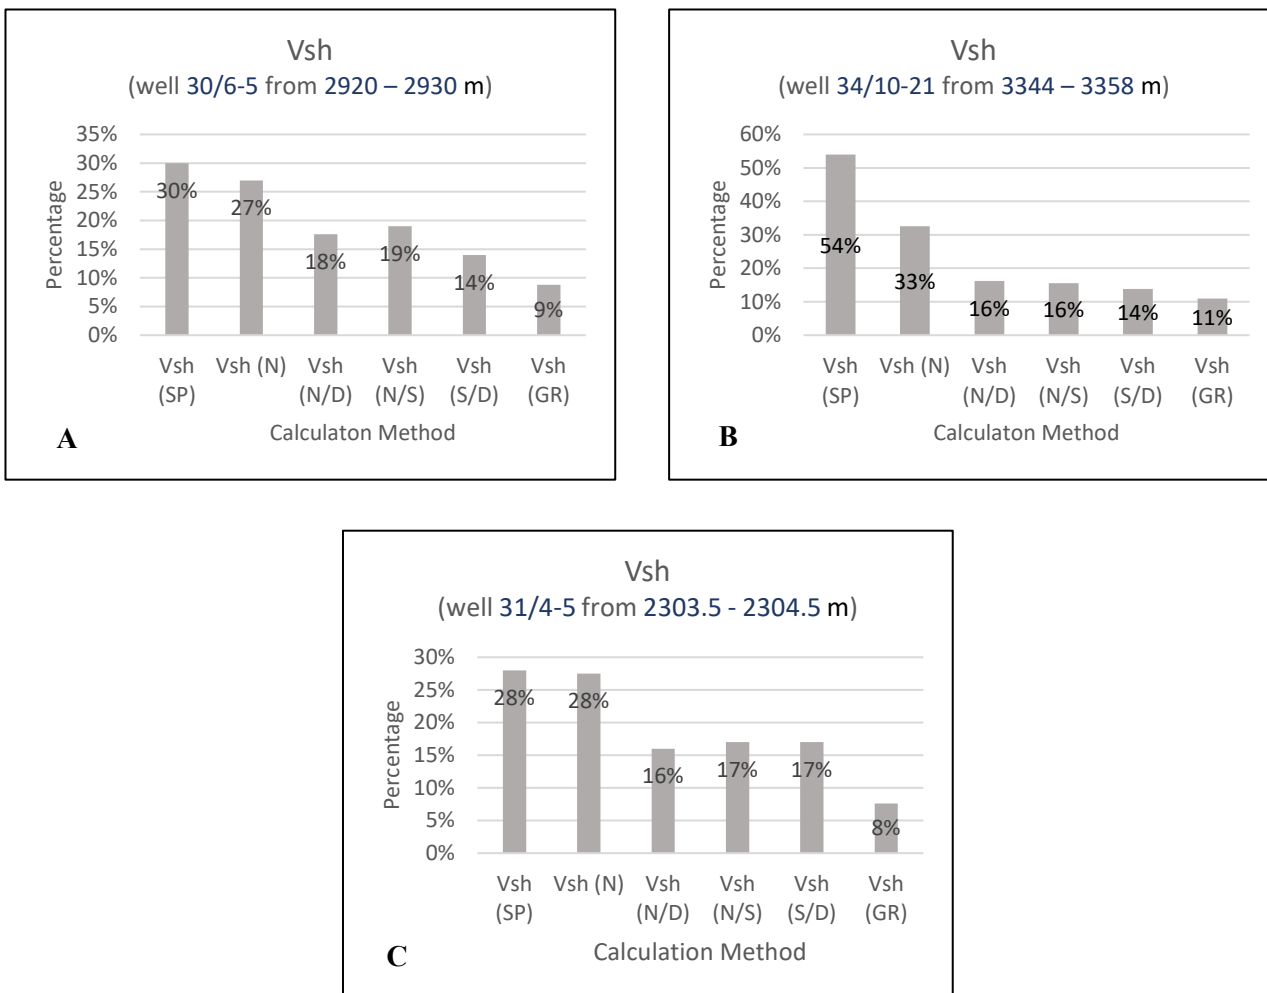 Vsh
(well 30/6-5 from 2920 – 2930 m)
35%
30%
25%
20%
15%
10%
5%
0%
Percentage
30%
27%
18%
19%
14%
9%
Vsh (SP)
Vsh (N)
Vsh (N/D)
Vsh (N/S)
Vsh (S/D)
Vsh (GR)
Calculaton Method
A
Vsh
(well 34/10-21 from 3344 – 3358 m)
60%
50%
40%
30%
20%
10%
0%
Percentage
54%
33%
16%
16%
14%
11%
Vsh (SP)
Vsh (N)
Vsh (N/D)
Vsh (N/S)
Vsh (S/D)
Vsh (GR)
Calculaton Method
B
Vsh
(well 31/4-5 from 2303.5 - 2304.5 m)
30%
25%
20%
15%
10%
5%
0%
Percentage
28%
28%
16%
17%
17%
8%
Vsh (SP)
Vsh (N)
Vsh (N/D)
Vsh (N/S)
Vsh (S/D)
Vsh (GR)
Calculation Method
C